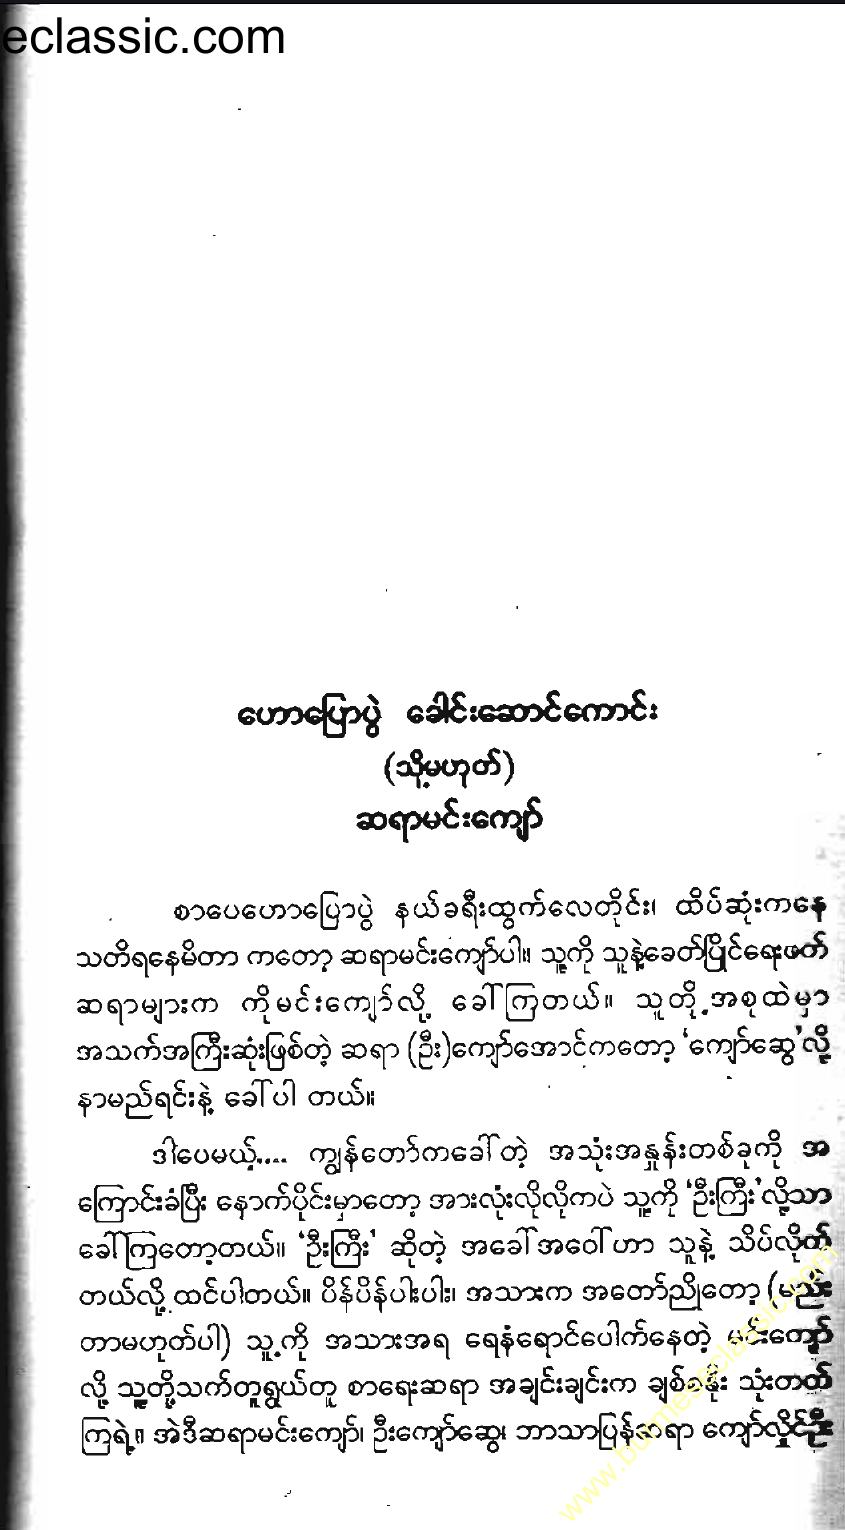 eclassic.com
ဟောပြောပွဲ ခေါင်းဆောင်ကောင်း
(သို့မဟုတ်)
ဆရာမင်းကျော်
စာပေဟောပြောပွဲ နယ်ခရီးထွက်လေတိုင်း၊ ထိပ်ဆုံးကနေ
သတိရနေမိတာ ကတော့ ဆရာမင်းကျော်ပါ။ သူ့ကို သူနဲ့ခေတ်ပြိုင်ရေးဖက်
ဆရာများက ကိုမင်းကျော်လို့ ခေါ်ကြတယ်။ သူတို့အစုထဲမှာ
အသက်အကြီးဆုံးဖြစ်တဲ့ ဆရာ (ဦး)ကျော်အောင်ကတော့ 'ကျော်ဆွေ'လို့
နာမည်ရင်းနဲ့ ခေါ်ပါ တယ်။
ဒါပေမယ့်.... ကျွန်တော်ကခေါ်တဲ့ အသုံးအနှုန်းတစ်ခုကို အ
ကြောင်းခံပြီး နောက်ပိုင်းမှာတော့ အားလုံးလိုလိုကပဲ သူ့ကို 'ဦးကြီး'လို့သာ
ခေါ်ကြတော့တယ်။ 'ဦးကြီး' ဆိုတဲ့ အခေါ်အဝေါ်ဟာ သူနဲ့ သိပ်လိုက်
တယ်လို့ ထင်ပါတယ်။ ပိန်ပိန်ပါးပါး၊ အသားက အတော်ညိုတော့ (မည်း
တာမဟုတ်ပါ) သူ့ကို အသားအရ ရေနံရောင်ပေါက်နေတဲ့ မင်းကျော်
လို့ သူတို့သက်တူရွယ်တူ စာရေးဆရာ အချင်းချင်းက ချစ်စနိုး သုံးတတ်
ကြရဲ့။ အဲဒီဆရာမင်းကျော်၊ ဦးကျော်ဆွေ၊ ဘာသာပြန်ဆရာ ကျော်လှိုင်ဦး
www.burmeseclassic.com